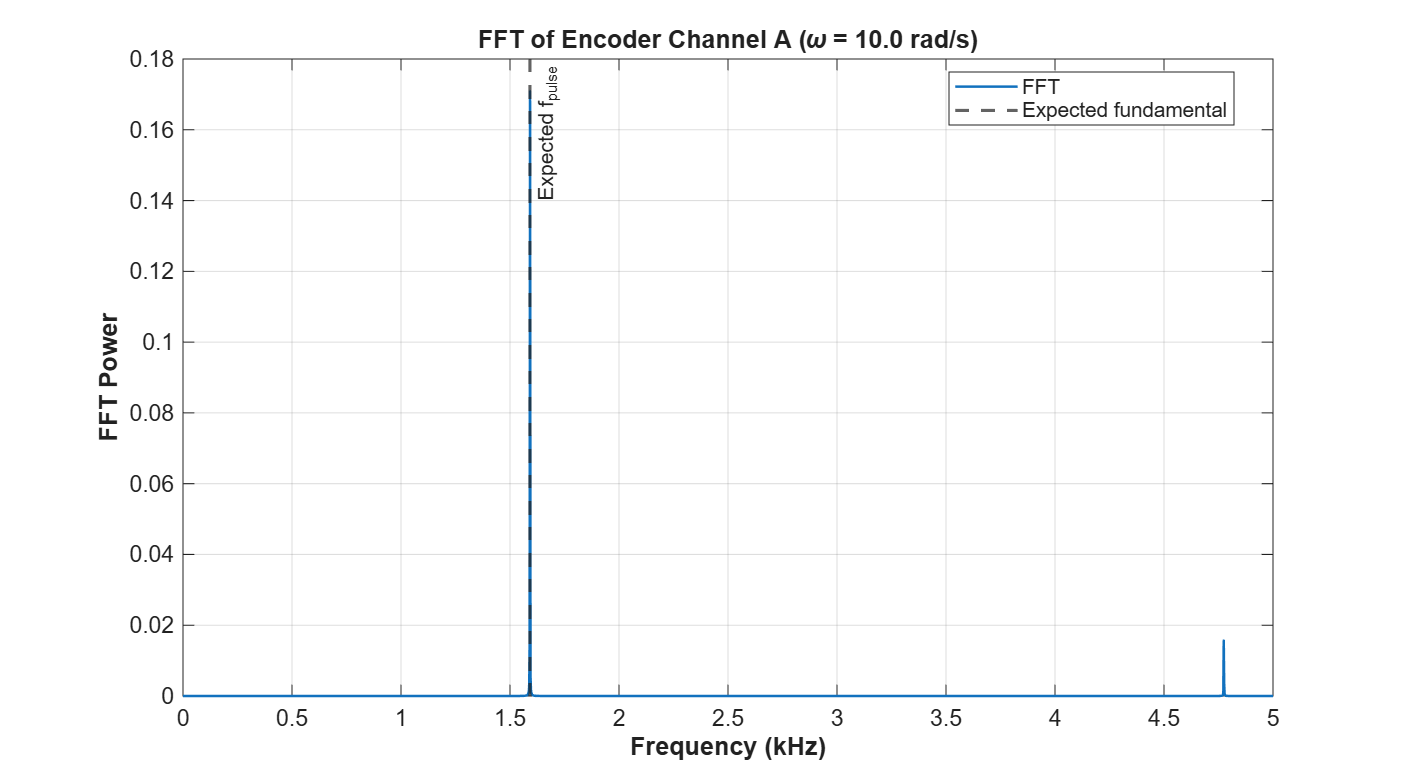 FFT of Encoder Channel A (ω = 10.0 rad/s)
0.18
0.16
0.14
0.12
0.1
0.08
0.06
0.04
0.02
0
FFT Power
Expected fpulse
FFT
Expected fundamental
0 0.5 1 1.5 2 2.5 3 3.5 4 4.5 5
Frequency (kHz)